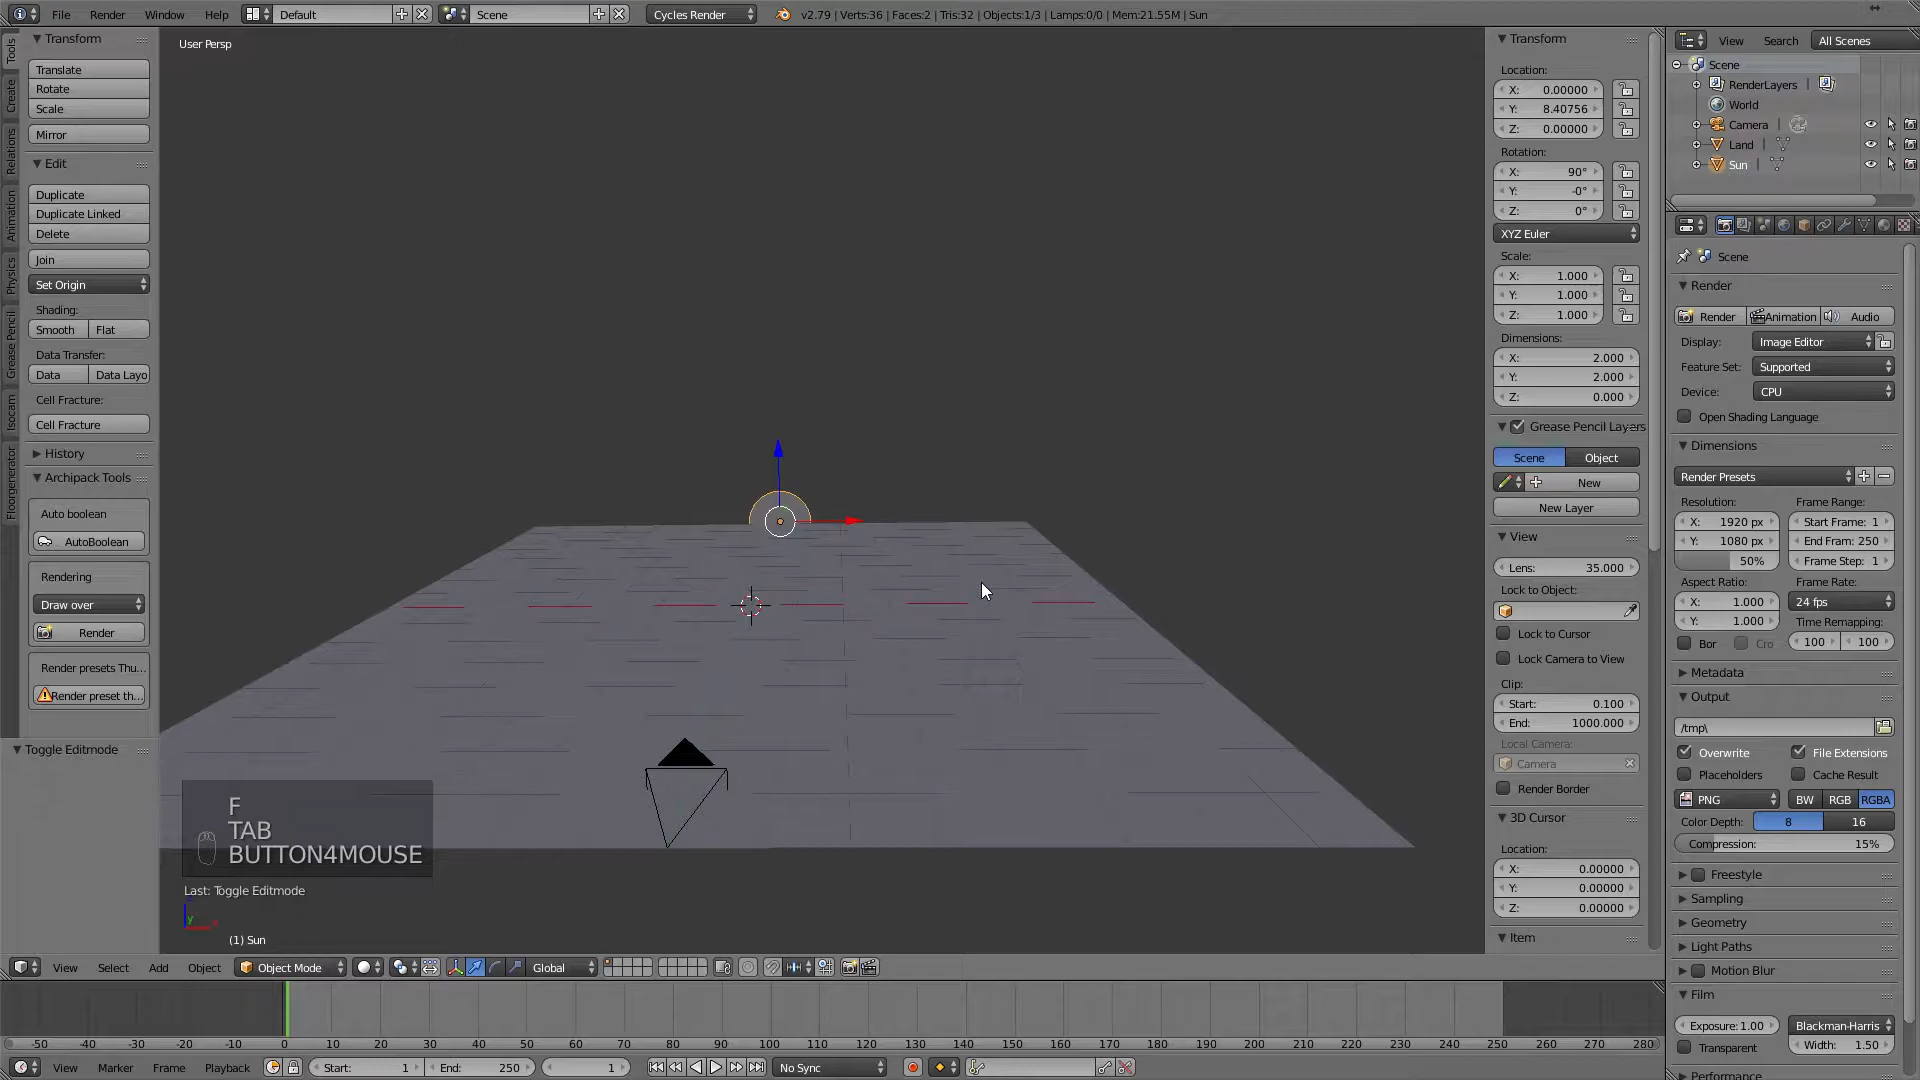 File Render Window Help Default Scene Cycles Render v2.79 | Verts:36 | Faces:2 | Tris:32 | Objects:1/3 | Lamps:0/0 | Mem:21.55M | Sun
Tools
Create
Relations
Animation
Physics
Grease Pencil
Isocam
Floorgenerator
Transform
Translate
Rotate
Scale
Mirror
Edit
Duplicate
Duplicate Linked
Delete
Join
Set Origin
Shading:
Smooth Flat
Data Transfer:
Data Data Layo
Cell Fracture:
Cell Fracture
History
Archipack Tools
Auto boolean
AutoBoolean
Rendering
Draw over
Render
Render presets Thu...
Render preset th...
Toggle Editmode
User Persp
F
TAB
BUTTON4MOUSE
Last: Toggle Editmode
(1) Sun
Transform
Location:
X: 0.00000
Y: 8.40756
Z: 0.00000
Rotation:
X: 90°
Y: -0°
Z: 0°
XYZ Euler
Scale:
X: 1.000
Y: 1.000
Z: 1.000
Dimensions:
X: 2.000
Y: 2.000
Z: 0.000
Grease Pencil Layers
Scene Object
New
New Layer
View
Lens: 35.000
Lock to Object:
Lock to Cursor
Lock Camera to View
Clip:
Start: 0.100
End: 1000.000
Local Camera:
Camera
Render Border
3D Cursor
Location:
X: 0.00000
Y: 0.00000
Z: 0.00000
Item
View Search All Scenes
Scene
RenderLayers
World
Camera
Land
Sun
Scene
Render
Render Animation Audio
Display: Image Editor
Feature Set: Supported
Device: CPU
Open Shading Language
Dimensions
Render Presets
Resolution: Frame Range:
X: 1920 px Start Frame: 1
Y: 1080 px End Fram: 250
50% Frame Step: 1
Aspect Ratio: Frame Rate:
X: 1.000 24 fps
Y: 1.000 Time Remapping:
Bor Cro 100 100
Metadata
Output
/tmp\
Overwrite File Extensions
Placeholders Cache Result
PNG BW RGB RGBA
Color Depth: 8 16
Compression: 15%
Freestyle
Sampling
Geometry
Light Paths
Motion Blur
Film
Exposure:1.00 Blackman-Harris
Transparent Width: 1.50
Performance
View Select Add Object Object Mode Global
-50 -40 -30 -20 -10 0 10 20 30 40 50 60 70 80 90 100 110 120 130 140 150 160 170 180 190 200 210 220 230 240 250 260 270 280
View Marker Frame Playback Start: 1 End: 250 1 No Sync